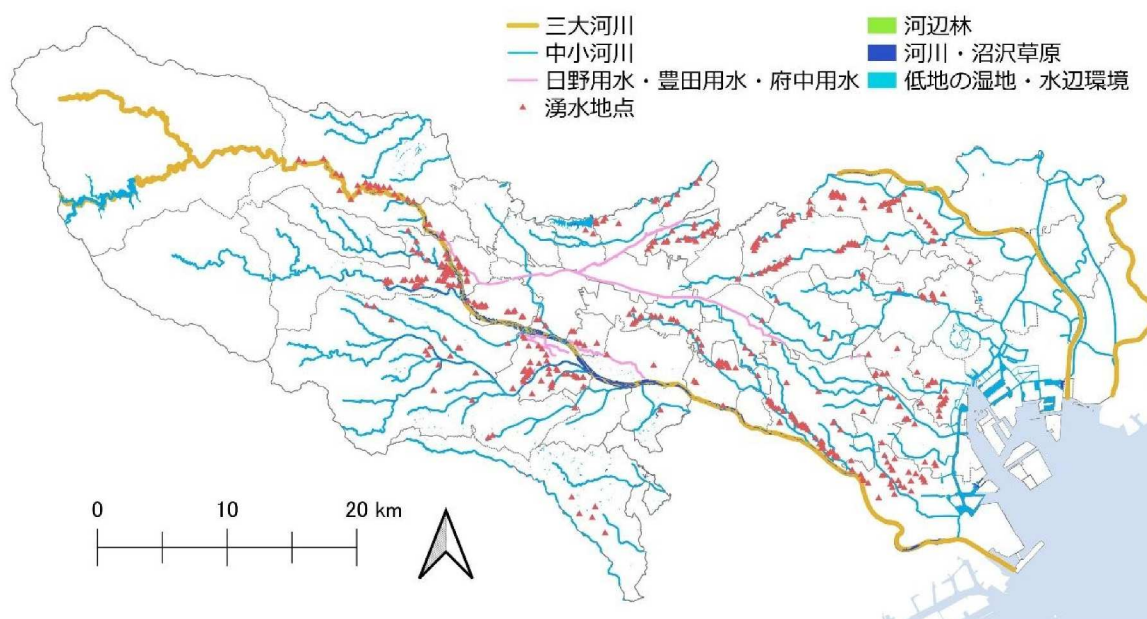 三大河川
中小河川
日野用水・豊田用水・府中用水
湧水地点
河辺林
河川・沼沢草原
低地の湿地・水辺環境
0 10 20 km